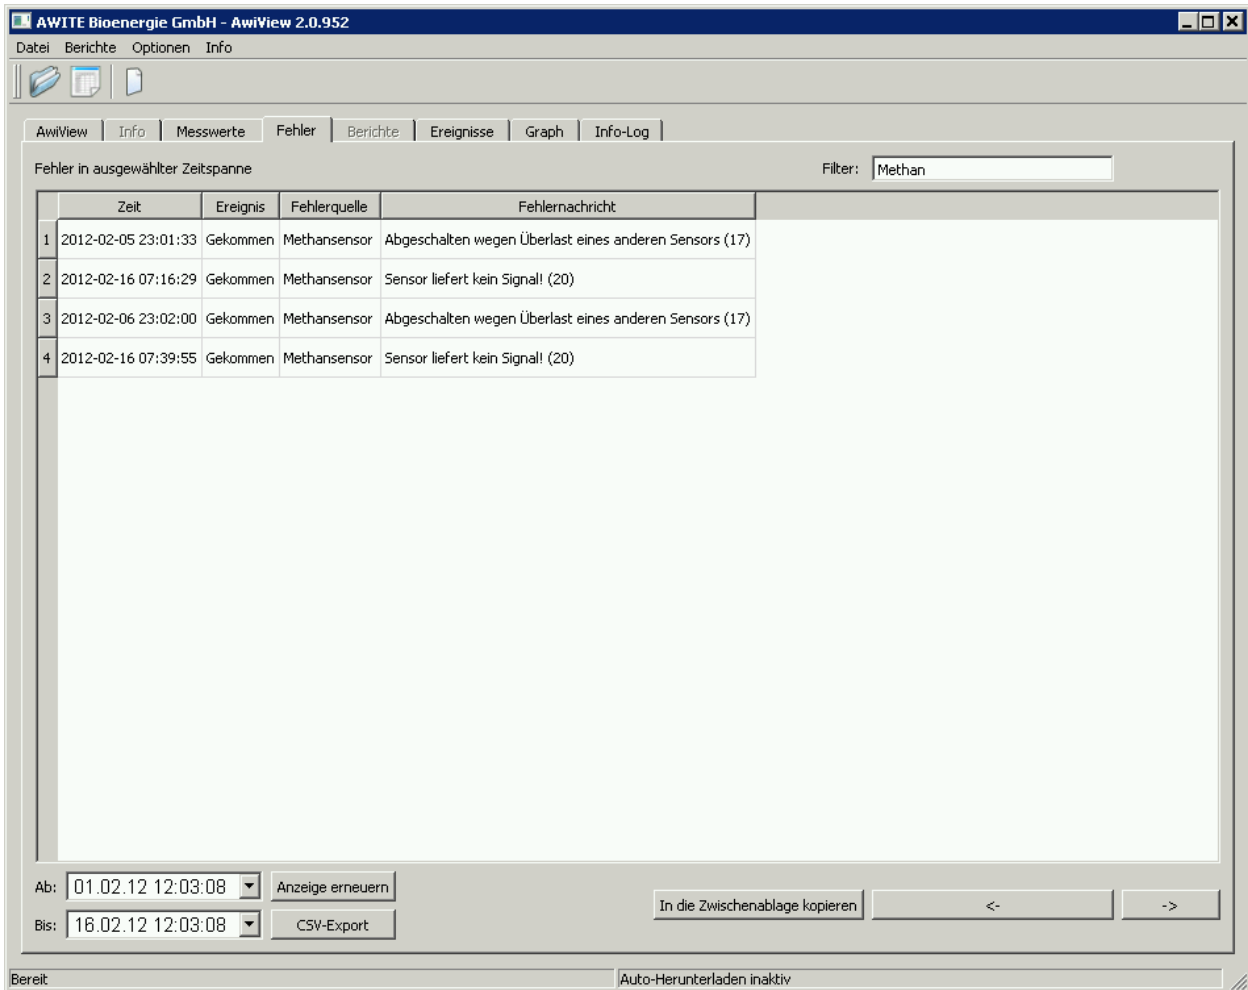 AWITE Bioenergie GmbH - AwiView 2.0.952
Datei Berichte Optionen Info
AwiView Info Messwerte Fehler Berichte Ereignisse Graph Info-Log
Fehler in ausgewählter Zeitspanne Filter: Methan
Zeit Ereignis Fehlerquelle Fehlernachricht
1 2012-02-05 23:01:33 Gekommen Methansensor Abgeschalten wegen Überlast eines anderen Sensors (17)
2 2012-02-16 07:16:29 Gekommen Methansensor Sensor liefert kein Signal! (20)
3 2012-02-06 23:02:00 Gekommen Methansensor Abgeschalten wegen Überlast eines anderen Sensors (17)
4 2012-02-16 07:39:55 Gekommen Methansensor Sensor liefert kein Signal! (20)
Ab: 01.02.12 12:03:08 Anzeige erneuern
In die Zwischenablage kopieren <- ->
Bis: 16.02.12 12:03:08 CSV-Export
Bereit Auto-Herunterladen inaktiv